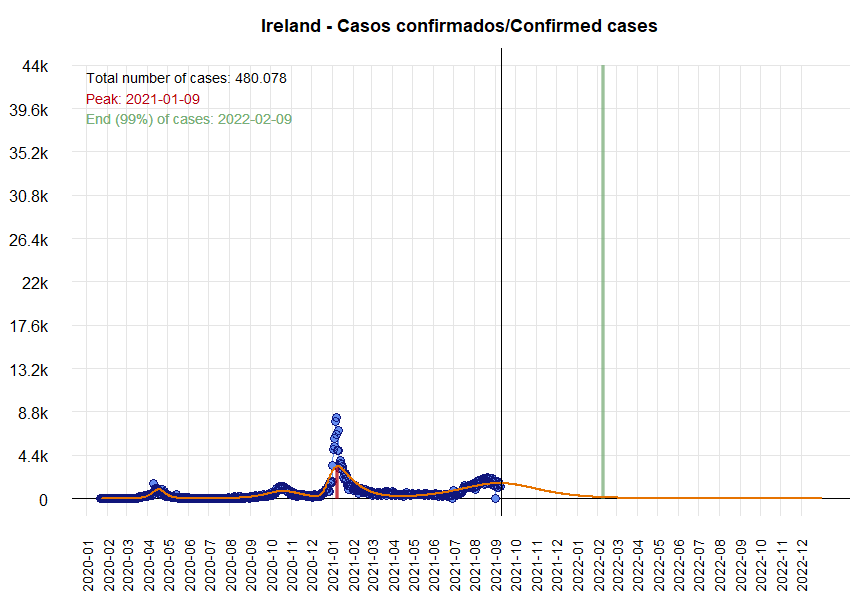 Ireland - Casos confirmados/Confirmed cases
44k
39.6k
35.2k
30.8k
26.4k
22k
17.6k
13.2k
8.8k
4.4k
0
Total number of cases: 480.078
Peak: 2021-01-09
End (99%) of cases: 2022-02-09
2020-01
2020-02
2020-03
2020-04
2020-05
2020-06
2020-07
2020-08
2020-09
2020-10
2020-11
2020-12
2021-01
2021-02
2021-03
2021-04
2021-05
2021-06
2021-07
2021-08
2021-09
2021-10
2021-11
2021-12
2022-01
2022-02
2022-03
2022-04
2022-05
2022-06
2022-07
2022-08
2022-09
2022-10
2022-11
2022-12